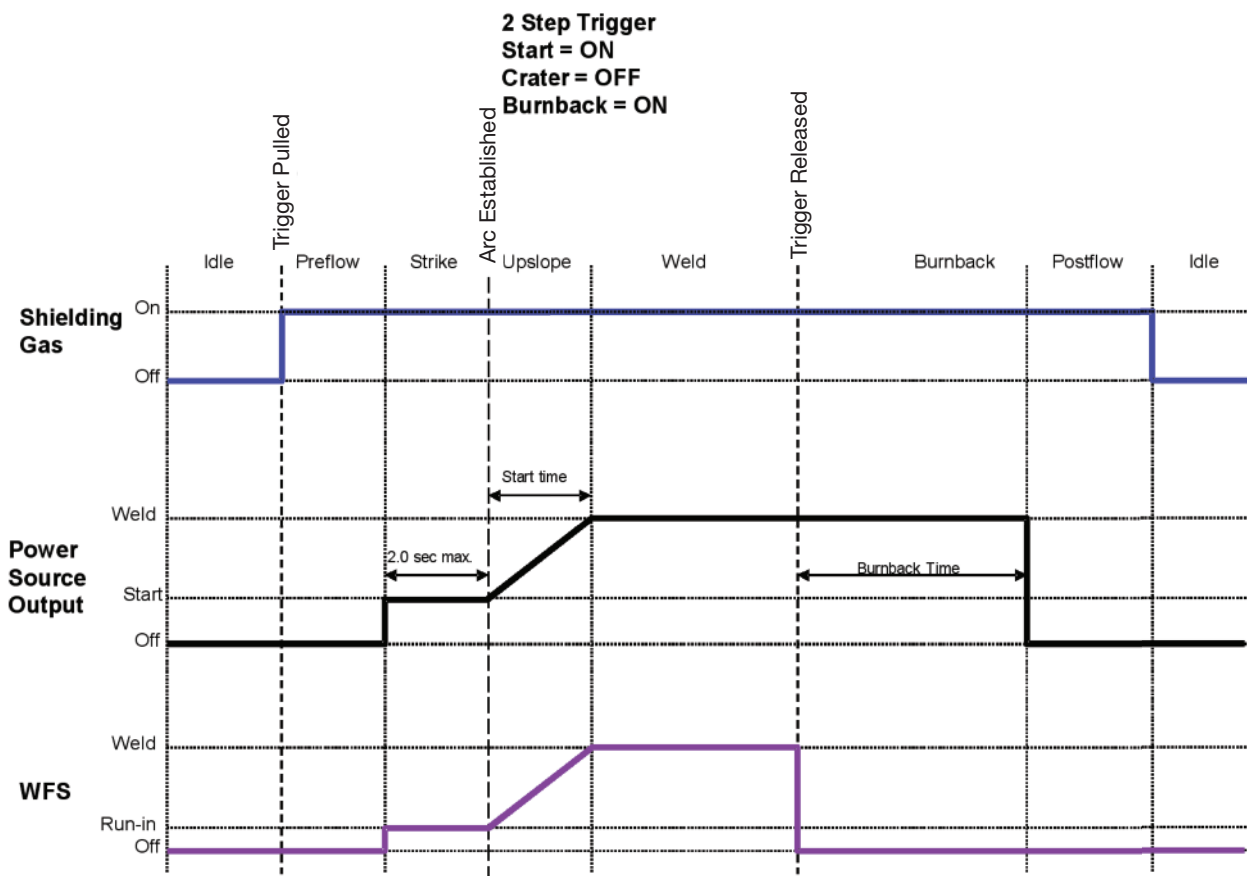 2 Step Trigger
Start = ON
Crater = OFF
Burnback = ON
Trigger Pulled
Arc Established
Trigger Released
Idle
Preflow
Strike
Upslope
Weld
Burnback
Postflow
Idle
Shielding
Gas
On
Off
Power
Source
Output
Weld
Start
Off
Start time
2.0 sec max.
Burnback Time
WFS
Weld
Run-in
Off